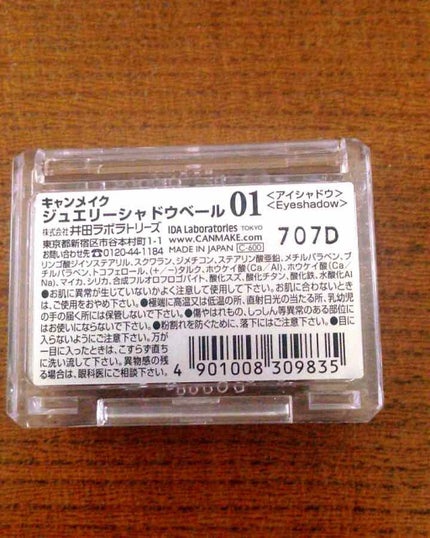 キャンメイク
ジュエリーシャドウベール 01 <アイシャドウ> <Eyeshadow>
株式会社 井田ラボラトリーズ IDA Laboratories TOKYO
東京都新宿区市谷本村町1-1 www.CANMAKE.com
お問い合わせ先☎0120-44-1184 MADE IN JAPAN C-600
707D
リンゴ酸ジイソステアリル、スクワラン、ジメチコン、ステアリン酸亜鉛、メチルパラベン、プ
チルパラベン、トコフェロール、(+/-)タルク、ホウケイ酸(Ca/Al)、ホウケイ酸(Ca/
Na)、マイカ、シリカ、合成フルオロフロゴパイト、酸化スズ、酸化チタン、酸化鉄、水酸化Al
●お肌に異常が生じていないかよく注意して使用して下さい。お肌に合わないとき
は、ご使用をおやめ下さい。●極端に高温又は低温の所、直射日光の当たる所、乳幼児
の手の届く所には保管しないで下さい。●傷やはれもの、しっしん等異常のある部位に
はお使いにならないで下さい。●粉割れを防ぐために、落下にはご注意下さい。●目に
入らないようにご注意下さい。万が
一目に入ったときは、こすらず直ち
に洗い流して下さい。異物感の残
る場合は、眼科医にご相談下さい。
4 901008 309835